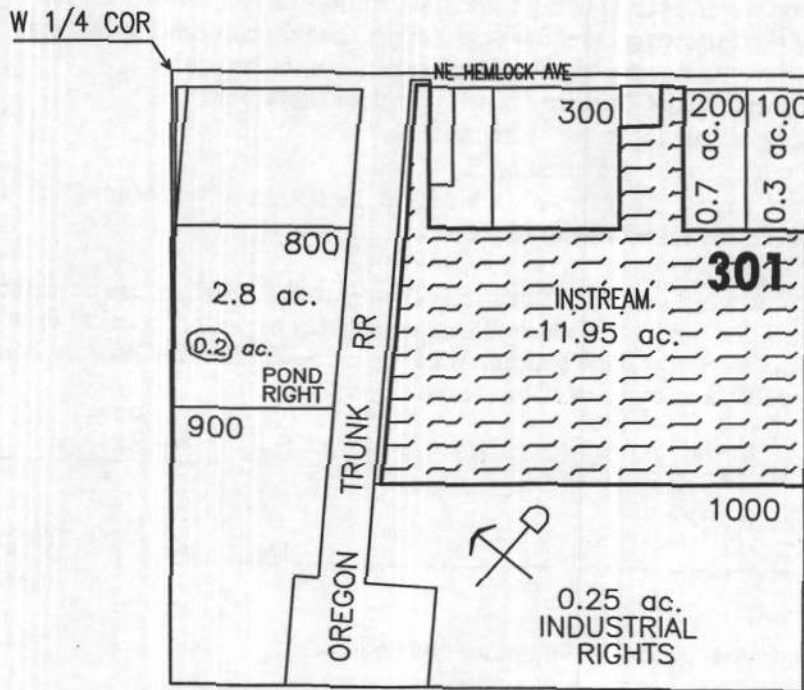 W 1/4 COR
NE HEMLOCK AVE
300
200
0.7 ac.
100
0.3 ac.
800
2.8 ac.
0.2 ac.
POND
RIGHT
301
INSTREAM
11.95 ac.
900
OREGON TRUNK RR
1000
0.25 ac.
INDUSTRIAL
RIGHTS